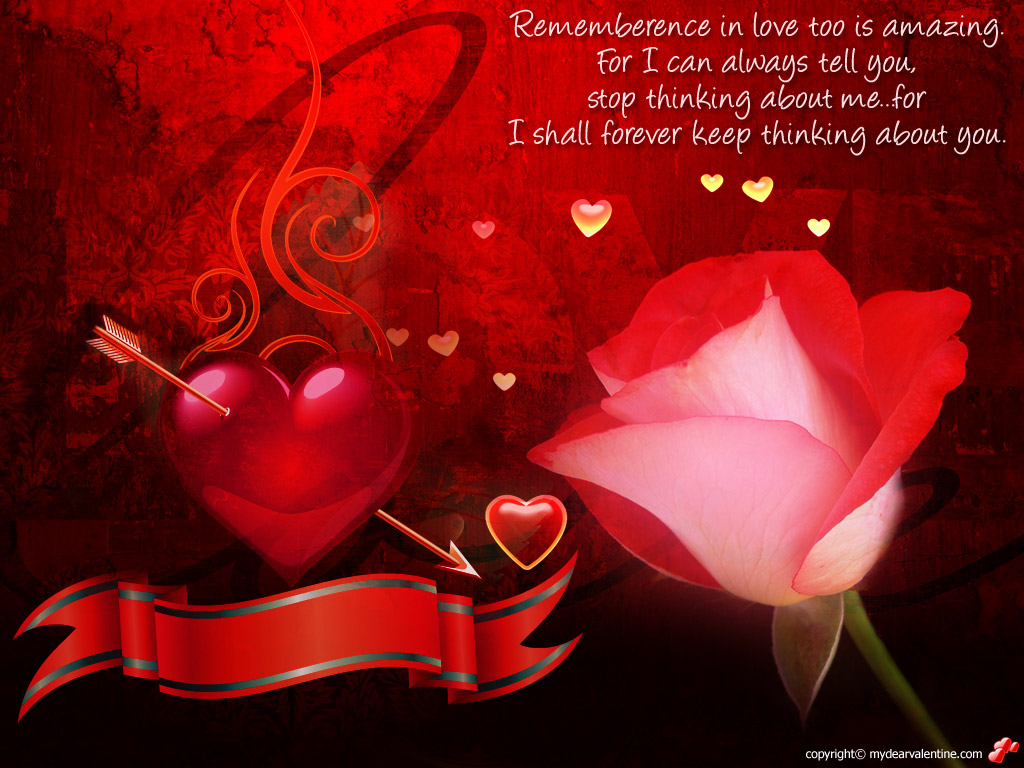 Rememberence in love too is amazing.
For I can always tell you,
stop thinking about me...for
I shall forever keep thinking about you.
copyright© mydearvalentine.com